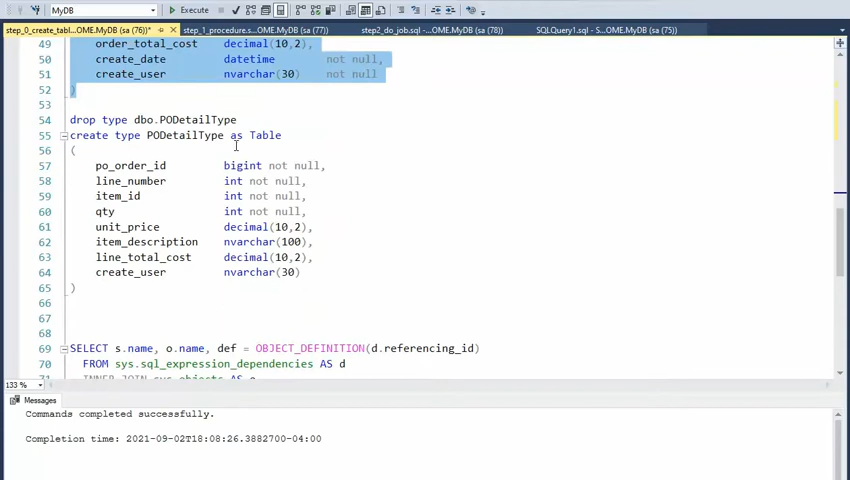 MyDB
Execute
step_0_create_tabl...OME.MyDB (sa (76))*
step_1_procedure.s...OME.MyDB (sa (77))
step2_do_job.sql -...OME.MyDB (sa (78))
SQLQuery1.sql - S...OME.MyDB (sa (75))
49 order_total_cost decimal(10,2),
50 create_date datetime not null,
51 create_user nvarchar(30) not null
52 )
53
54 drop type dbo.PODetailType
55 create type PODetailType as Table
56 (
57 po_order_id bigint not null,
58 line_number int not null,
59 item_id int not null,
60 qty int not null,
61 unit_price decimal(10,2),
62 item_description nvarchar(100),
63 line_total_cost decimal(10,2),
64 create_user nvarchar(30)
65 )
66
67
68
69 SELECT s.name, o.name, def = OBJECT_DEFINITION(d.referencing_id)
70 FROM sys.sql_expression_dependencies AS d
71 INNER JOIN sys.objects AS o
133 %
Messages
Commands completed successfully.
Completion time: 2021-09-02T18:08:26.3882700-04:00